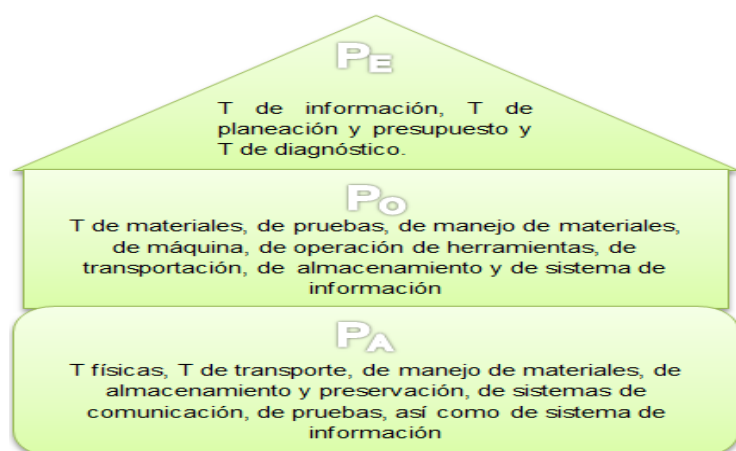 PE
T de información, T de
planeación y presupuesto y
T de diagnóstico.
PO
T de materiales, de pruebas, de manejo de materiales,
de máquina, de operación de herramientas, de
transportación, de almacenamiento y de sistema de
información
PA
T físicas, T de transporte, de manejo de materiales, de
almacenamiento y preservación, de sistemas de
comunicación, de pruebas, así como de sistema de
información